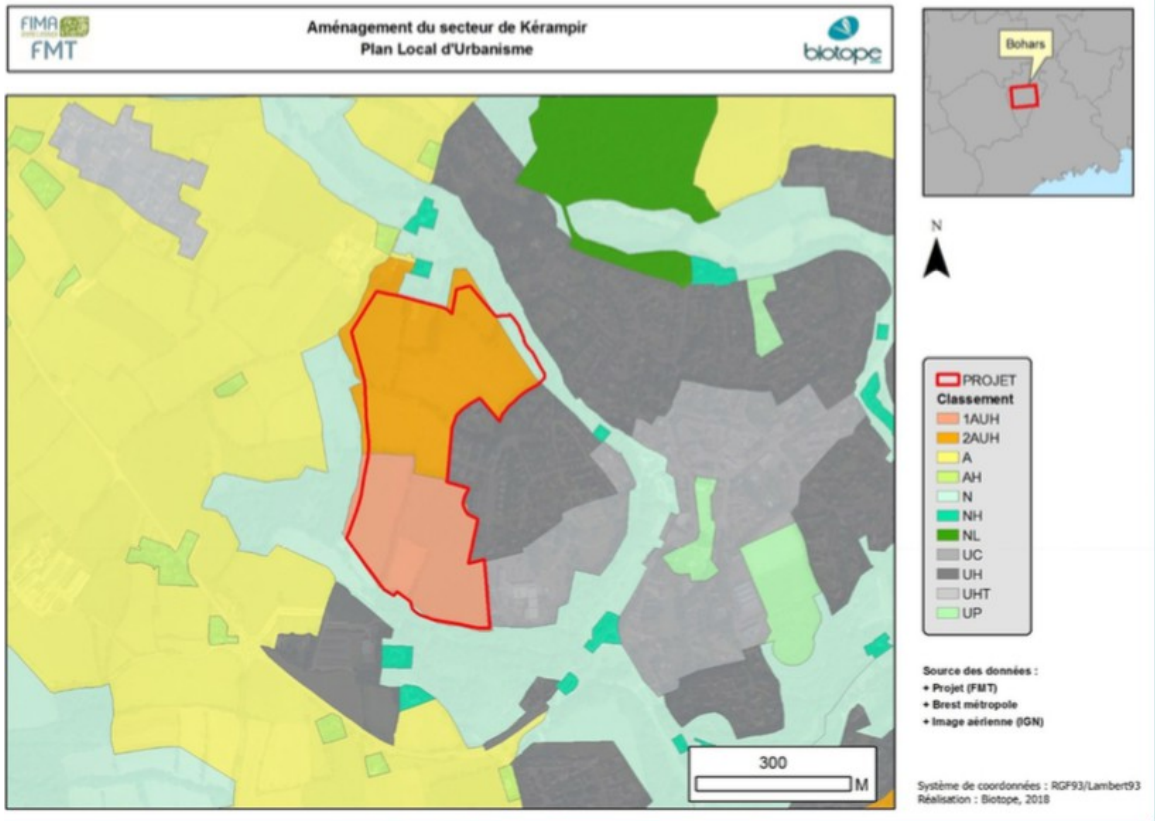 FIMA
FMT
Aménagement du secteur de Kérampir
Plan Local d'Urbanisme
biotope
Bohars
N
PROJET
Classement
1AUH
2AUH
A
AH
N
NH
NL
UC
UH
UHT
UP
Source des données :
+ Projet (FMT)
+ Brest métropole
+ Image aérienne (IGN)
300
M
Système de coordonnées : RGF93/Lambert93
Réalisation : Biotope, 2018